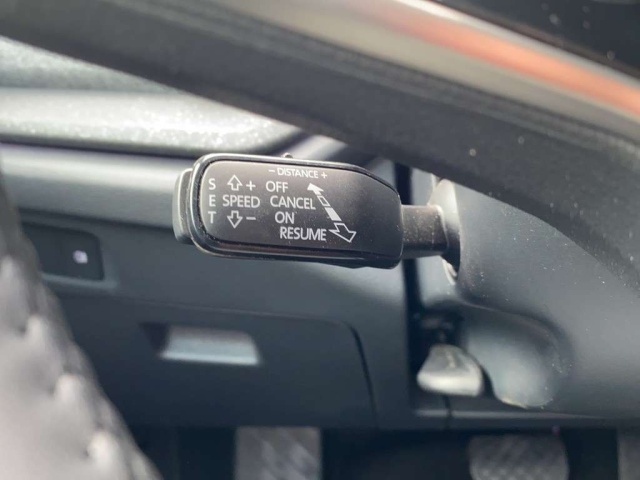 - DISTANCE +
S + OFF
E SPEED CANCEL
T - ON
RESUME